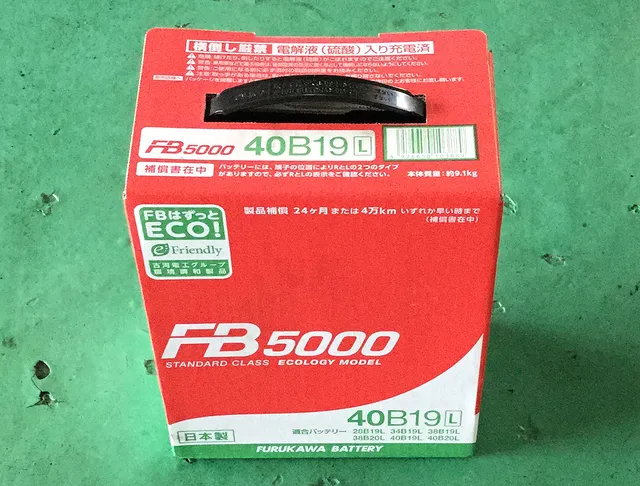 横倒し厳禁 電解液(硫酸)入り充電済
FB5000 40B19 L
補償書在中
バッテリーには、端子の位置によりRとLの2つのタイプ
がありますので、必ずRとLの表示をご確認ください。
本体質量:約9.1kg
製品補償 24ヶ月または4万km いずれか早い時まで
(補償書在中)
FBはずっと
ECO!
e Friendly
古河電工グループ
環境調和製品
FB5000
STANDARD CLASS ECOLOGY MODEL
40B19 L
適合バッテリー 28B19L 34B19L 38B19L
38B20L 40B19L 40B20L
日本製
FURUKAWA BATTERY